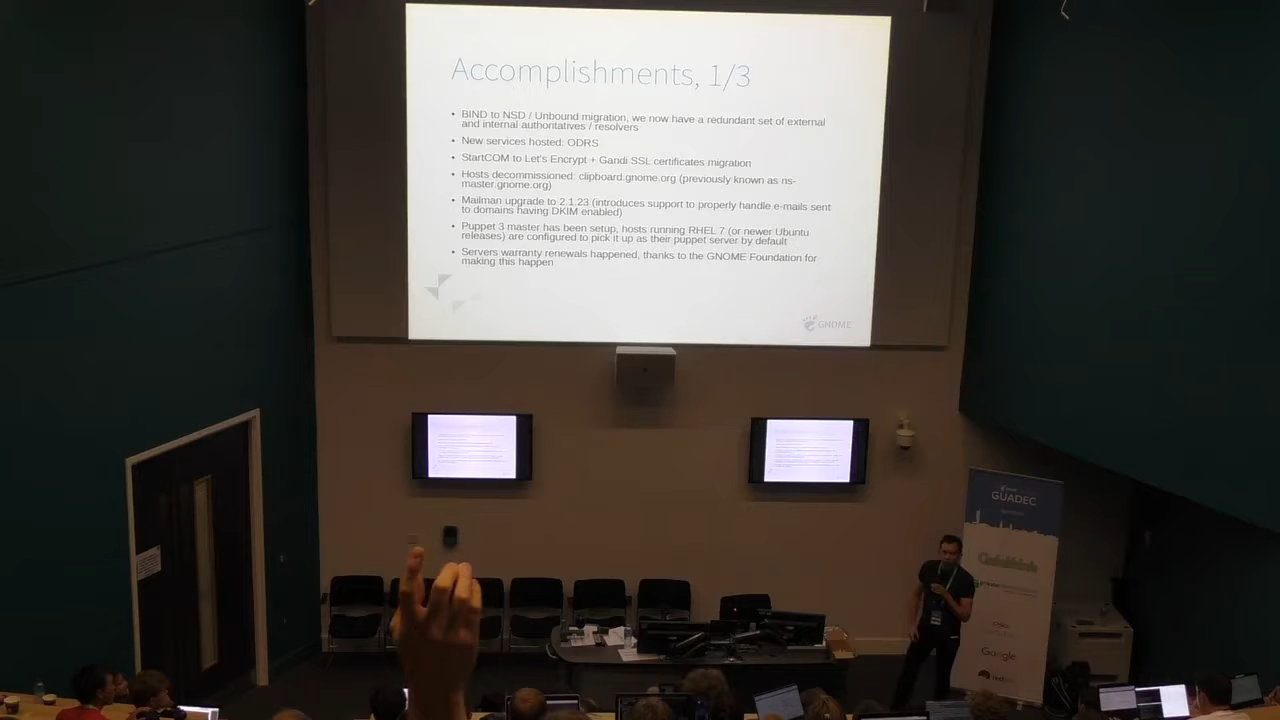 Accomplishments, 1/3
• BIND to NSD / Unbound migration, we now have a redundant set of external
and internal authoritatives / resolvers
• New services hosted: ODRS
• StartCOM to Let's Encrypt + Gandi SSL certificates migration
• Hosts decommissioned: clipboard.gnome.org (previously known as ns-
master.gnome.org)
• Mailman upgrade to 2.1.23 (introduces support to properly handle e-mails sent
to domains having DKIM enabled)
• Puppet 3 master has been setup, hosts running RHEL 7 (or newer Ubuntu
releases) are configured to pick it up as their puppet server by default
• Servers warranty renewals happened, thanks to the GNOME Foundation for
making this happen
GNOME
GUADEC
Codethink
Google